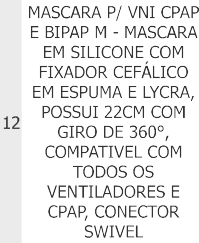 MASCARA P/ VNI CPAP
E BIPAP M - MASCARA
EM SILICONE COM
FIXADOR CEFÁLICO
EM ESPUMA E LYCRA,
POSSUI 22CM COM
12
GIRO DE 360°,
COMPATIVEL COM
TODOS OS
VENTILADORES E
CPAP, CONECTOR
SWIVEL